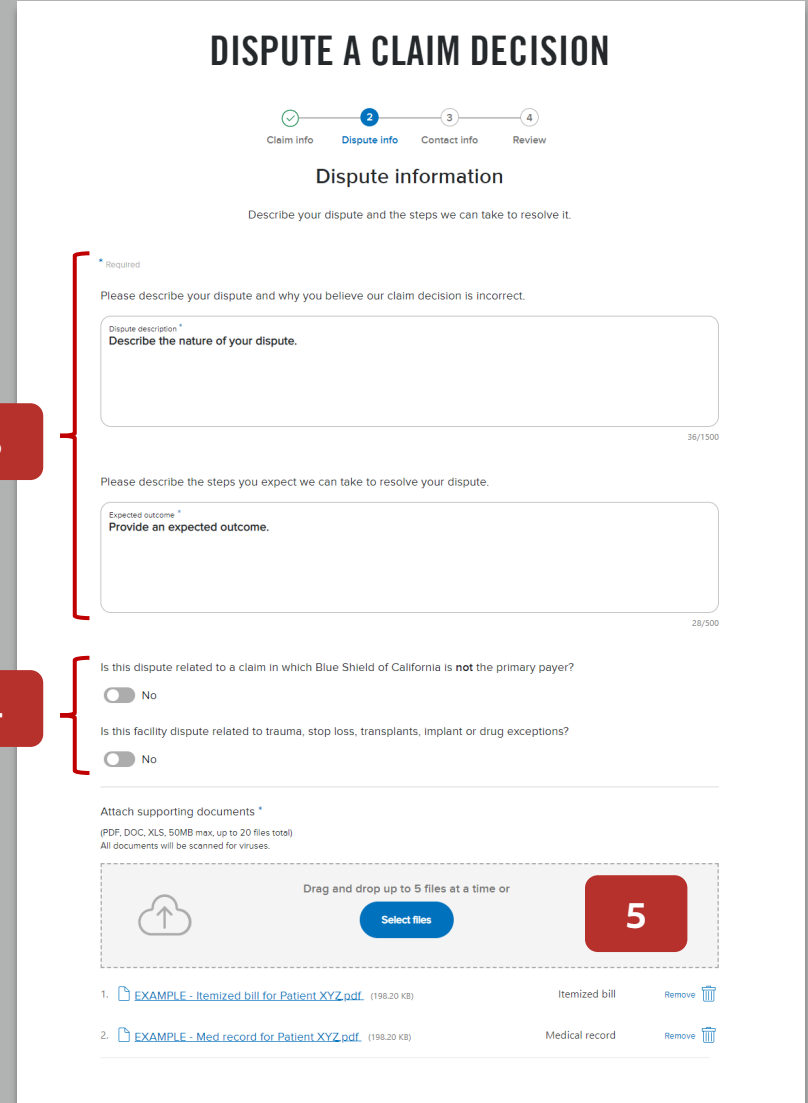 DISPUTE A CLAIM DECISION
2 3 4
Claim info Dispute info Contact info Review
Dispute information
Describe your dispute and the steps we can take to resolve it.
* Required
Please describe your dispute and why you believe our claim decision is incorrect.
Dispute description *
Describe the nature of your dispute.
36/1500
Please describe the steps you expect we can take to resolve your dispute.
Expected outcome *
Provide an expected outcome.
28/500
Is this dispute related to a claim in which Blue Shield of California is not the primary payer?
No
Is this facility dispute related to trauma, stop loss, transplants, implant or drug exceptions?
No
Attach supporting documents *
(PDF, DOC, XLS, 50MB max, up to 20 files total)
All documents will be scanned for viruses.
Drag and drop up to 5 files at a time or
Select files
5
1. EXAMPLE - Itemized bill for Patient XYZ.pdf (198.20 KB) Itemized bill Remove
2. EXAMPLE - Med record for Patient XYZ.pdf (198.20 KB) Medical record Remove